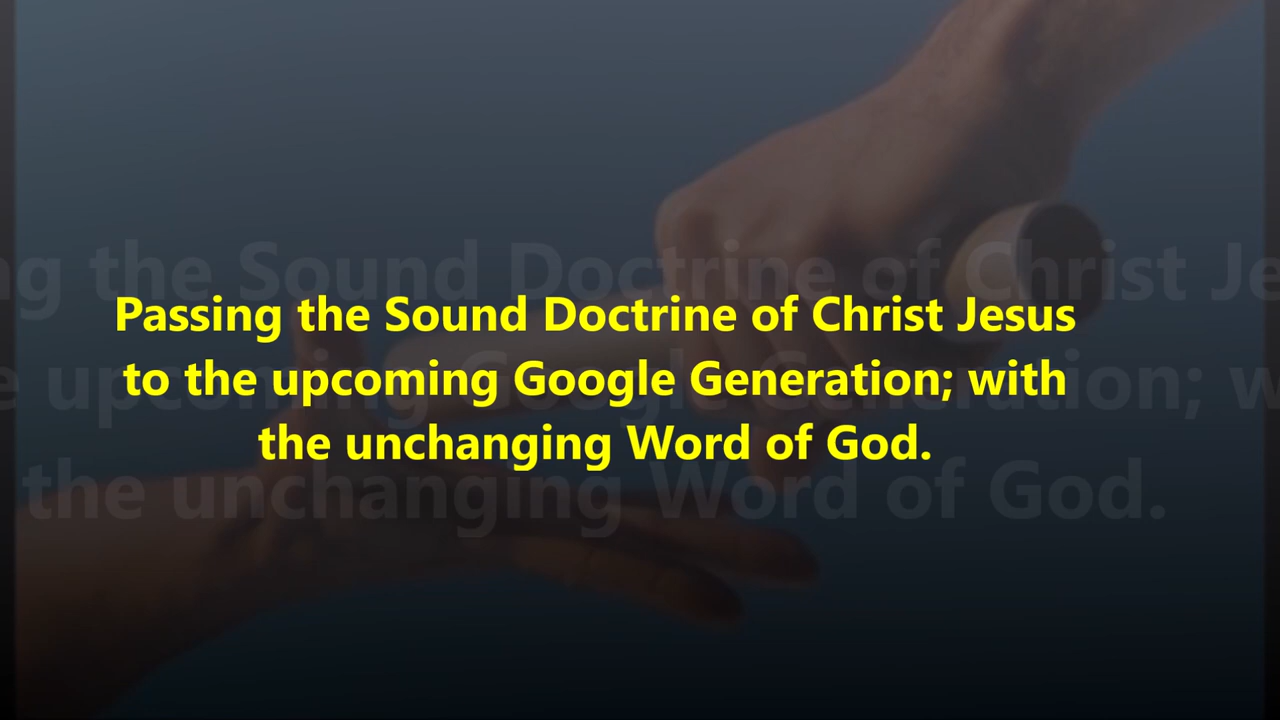 Passing the Sound Doctrine of Christ Jesus
to the upcoming Google Generation; with
the unchanging Word of God.